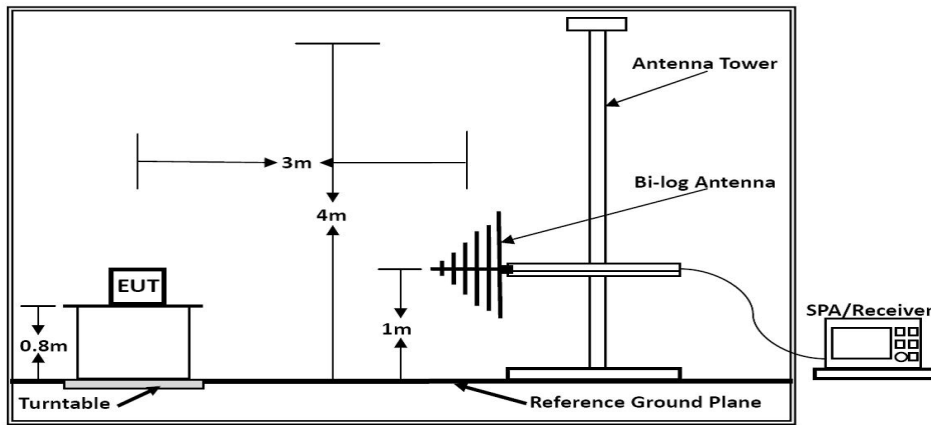 Antenna Tower
3m
Bi-log Antenna
4m
EUT
1m
SPA/Receiver
0.8m
Turntable
Reference Ground Plane